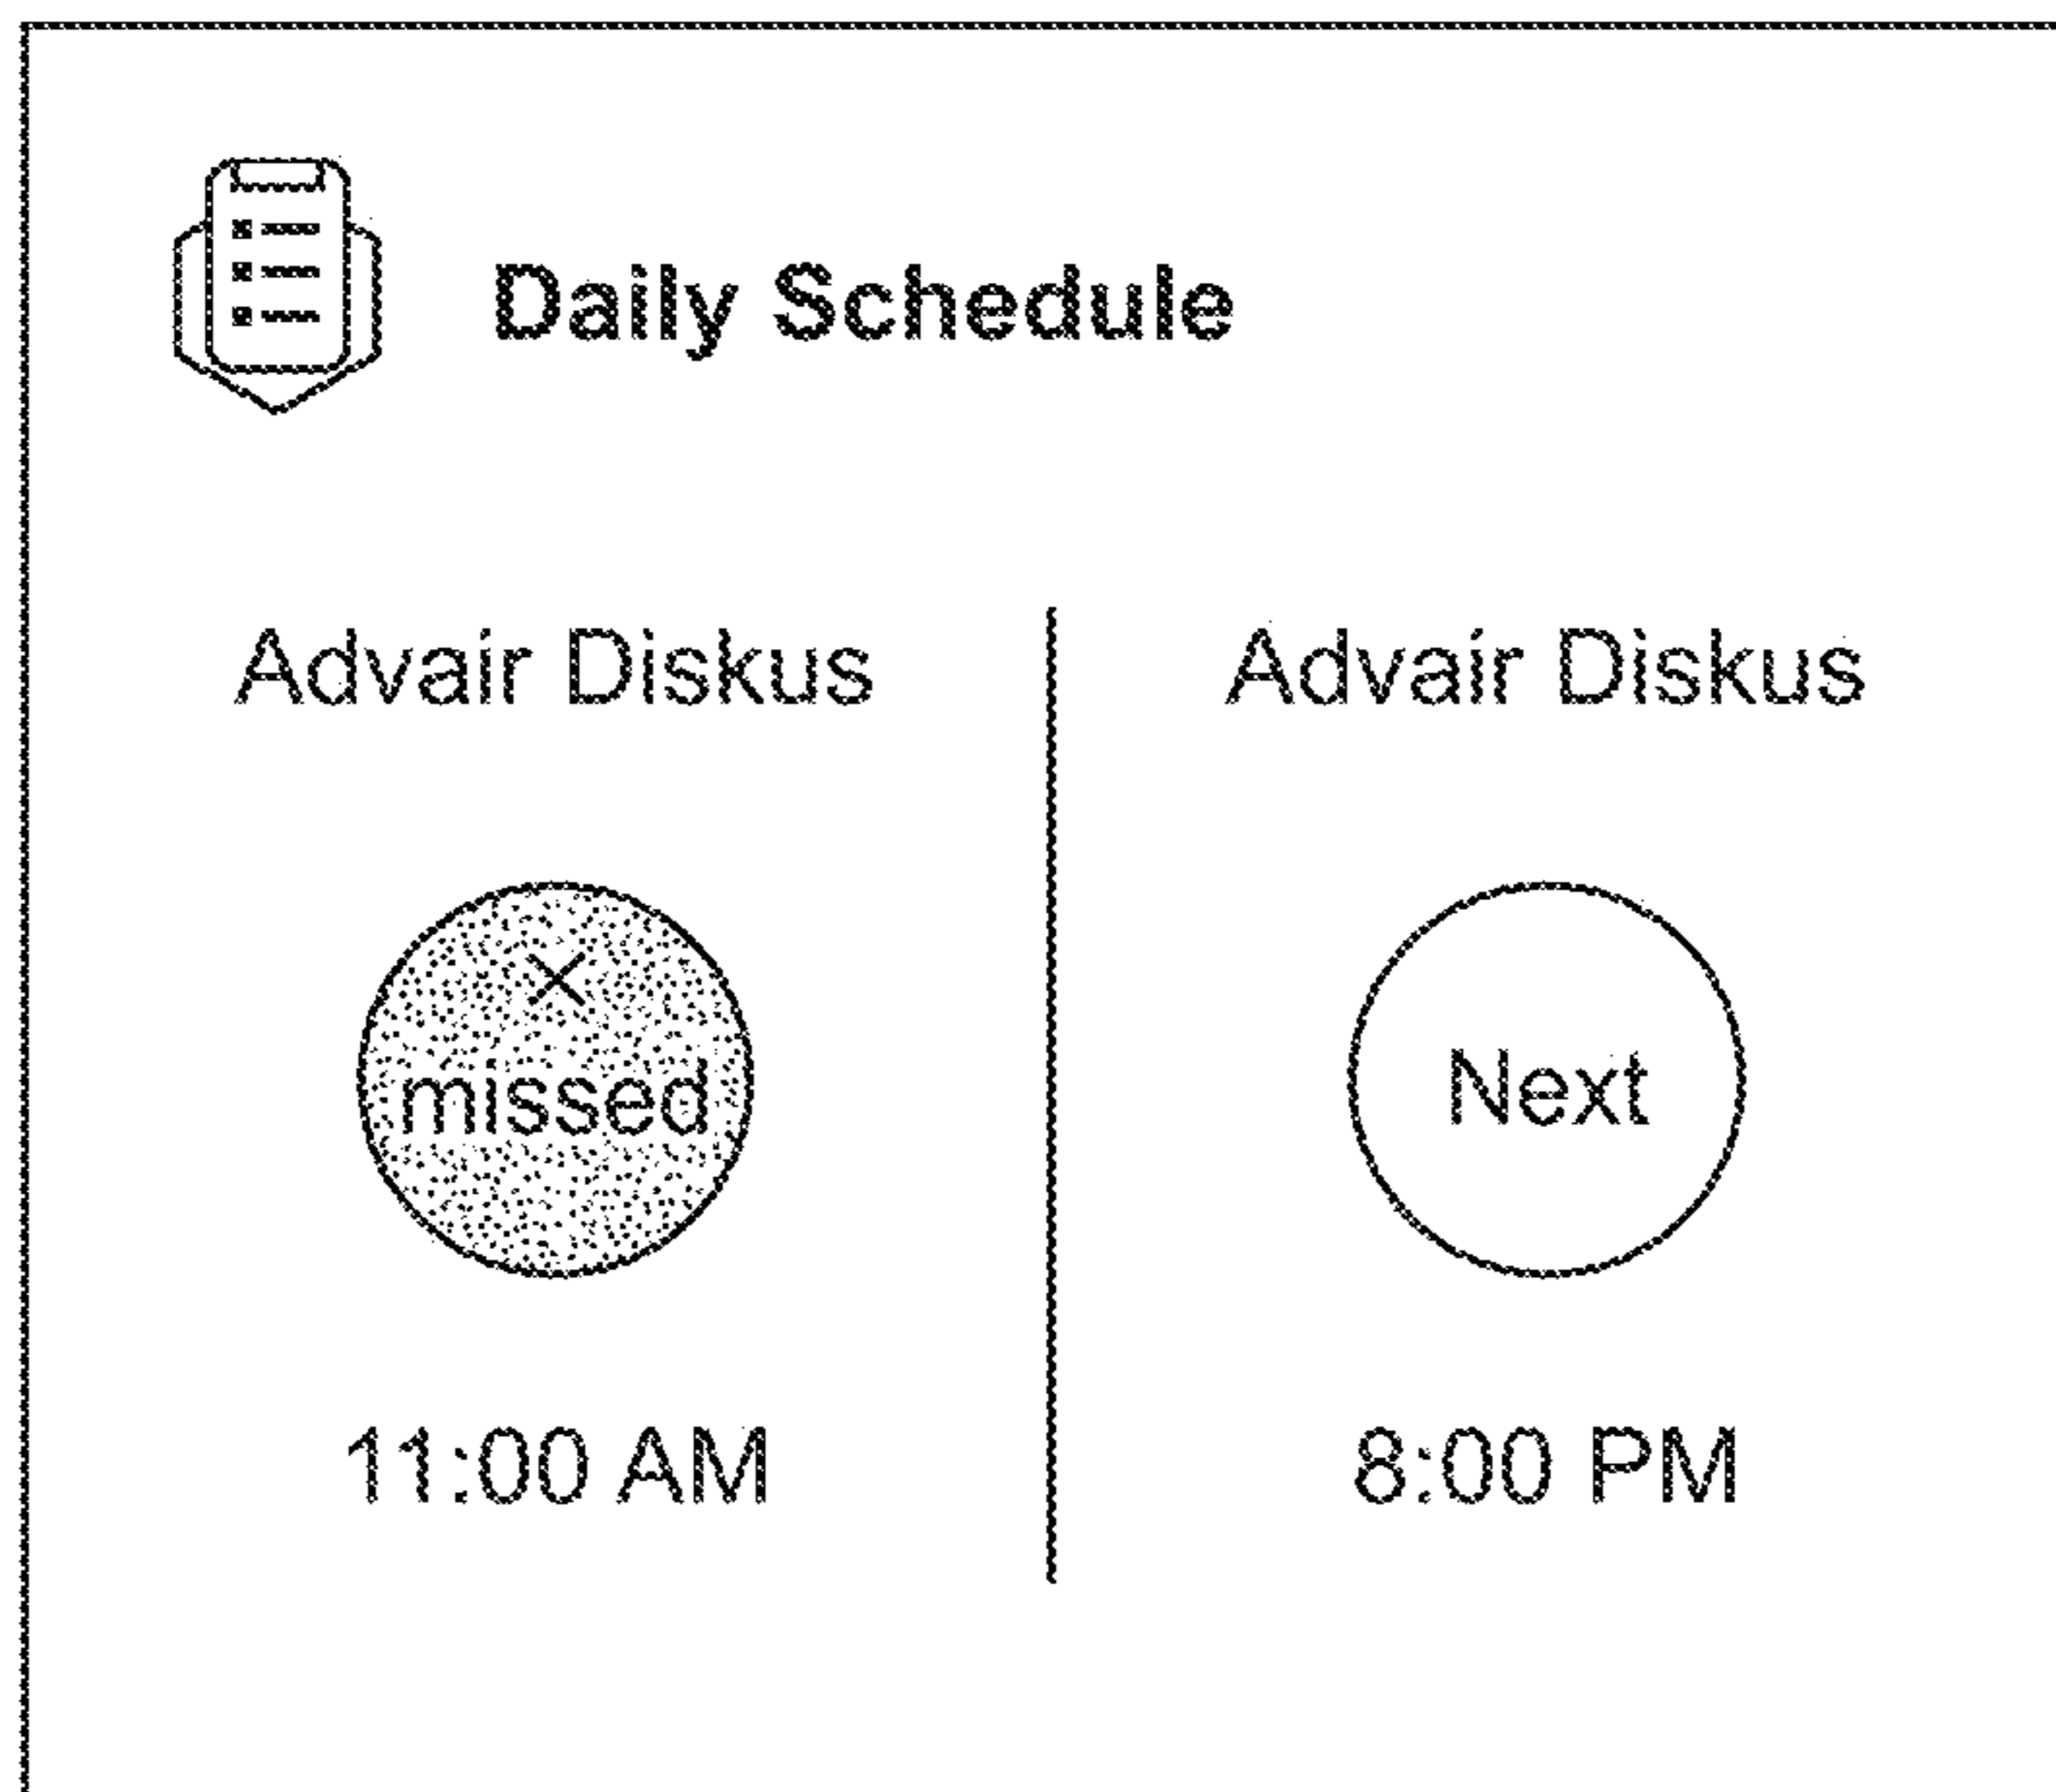 Daily Schedule
Advair Diskus
Advair Diskus
missed
Next
11:00 AM
8:00 PM